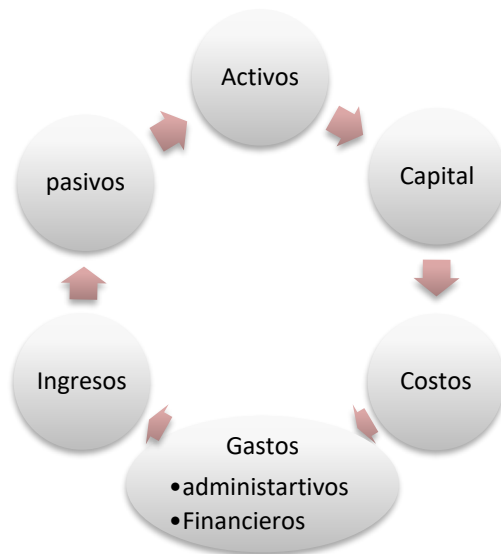 Activos
Capital
Costos
Gastos
•administartivos
•Financieros
Ingresos
pasivos